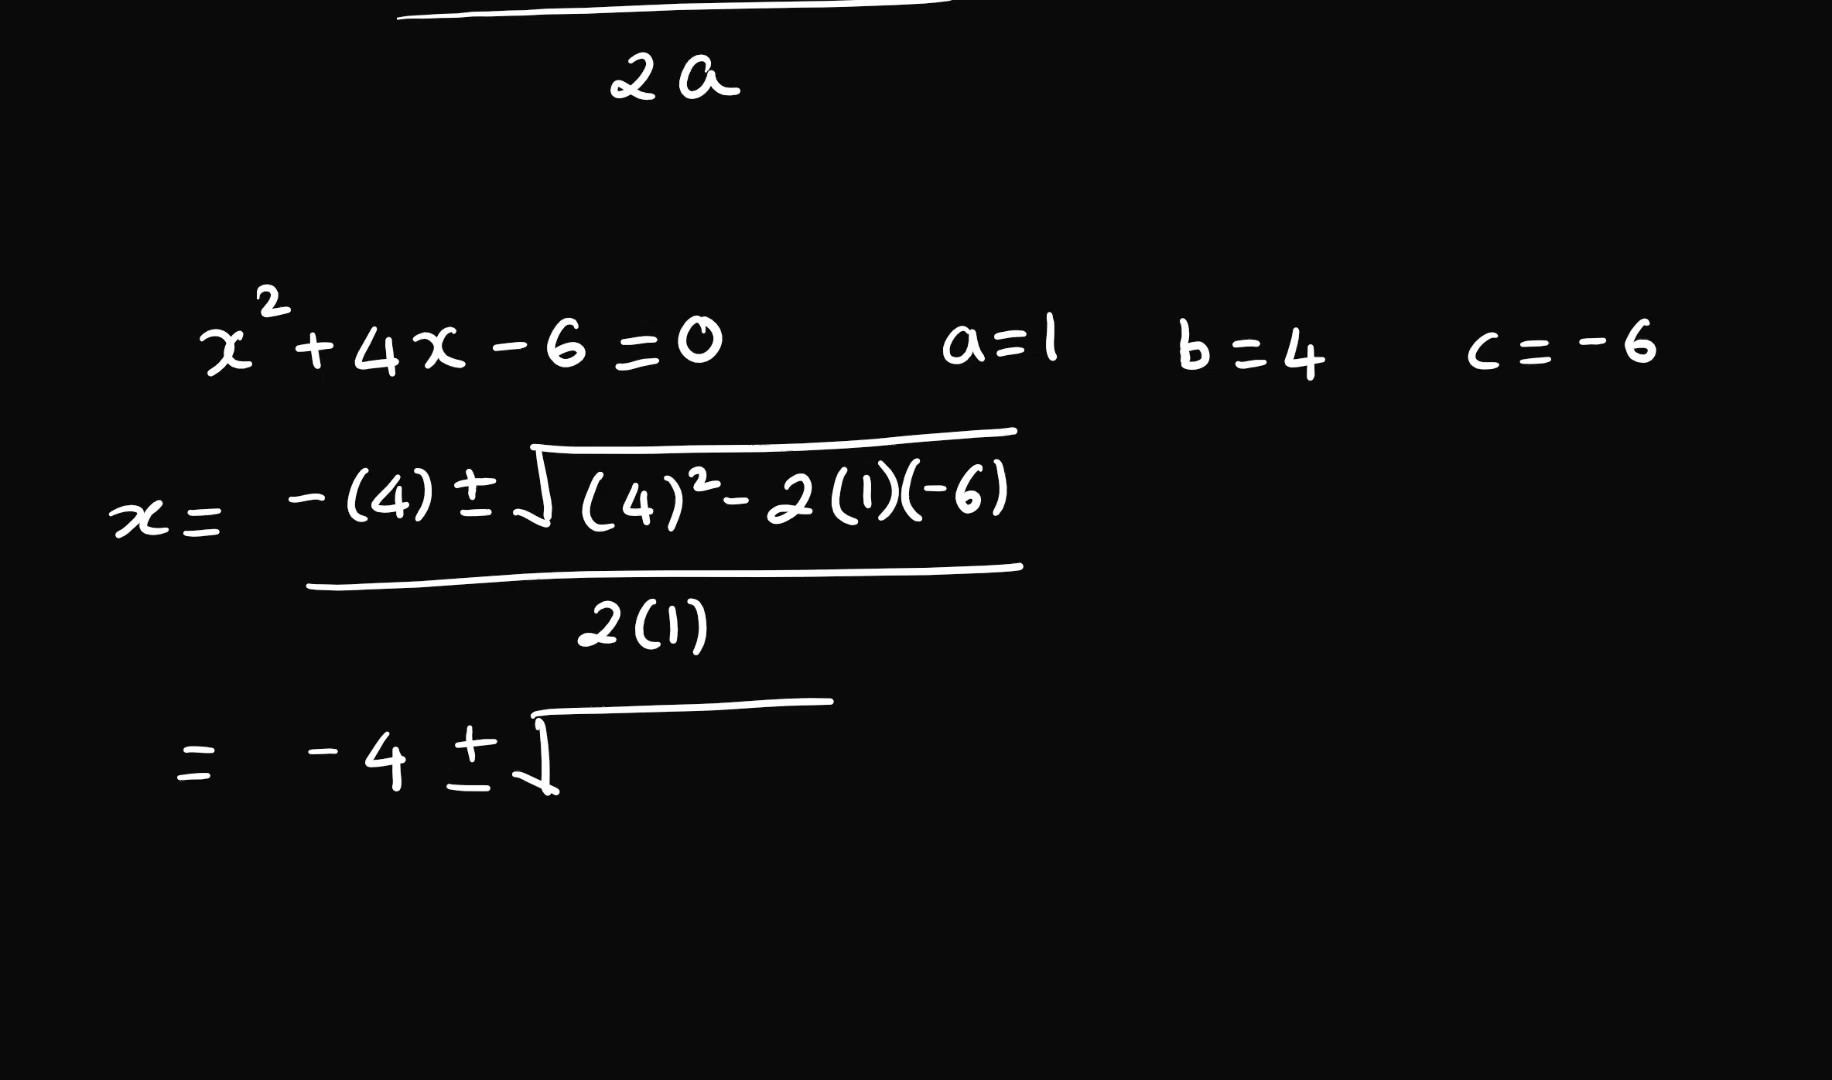 2a
x² + 4x - 6 = 0 a = 1 b = 4 c = -6
x = -(4) ± √((4)² - 2(1)(-6))
2(1)
= -4 ± √